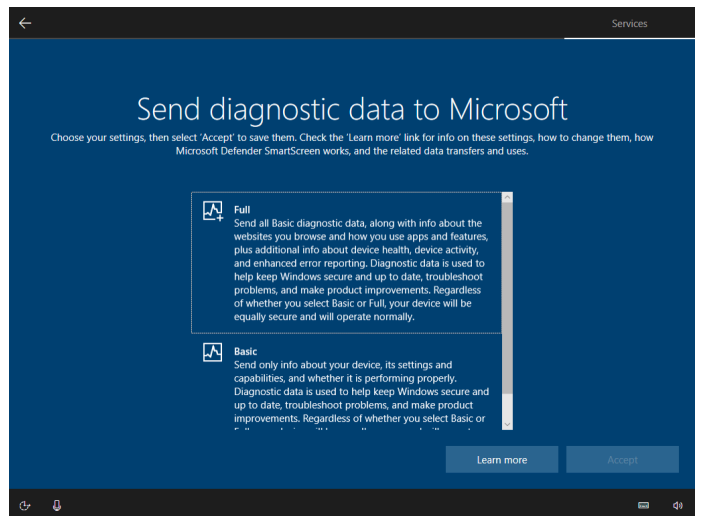 Services
Send diagnostic data to Microsoft
Choose your settings, then select 'Accept' to save them. Check the 'Learn more' link for info on these settings, how to change them, how
Microsoft Defender SmartScreen works, and the related data transfers and uses.
Full
Send all Basic diagnostic data, along with info about the
websites you browse and how you use apps and features,
plus additional info about device health, device activity,
and enhanced error reporting. Diagnostic data is used to
help keep Windows secure and up to date, troubleshoot
problems, and make product improvements. Regardless
of whether you select Basic or Full, your device will be
equally secure and will operate normally.
Basic
Send only info about your device, its settings and
capabilities, and whether it is performing properly.
Diagnostic data is used to help keep Windows secure and
up to date, troubleshoot problems, and make product
improvements. Regardless of whether you select Basic or
Learn more
Accept